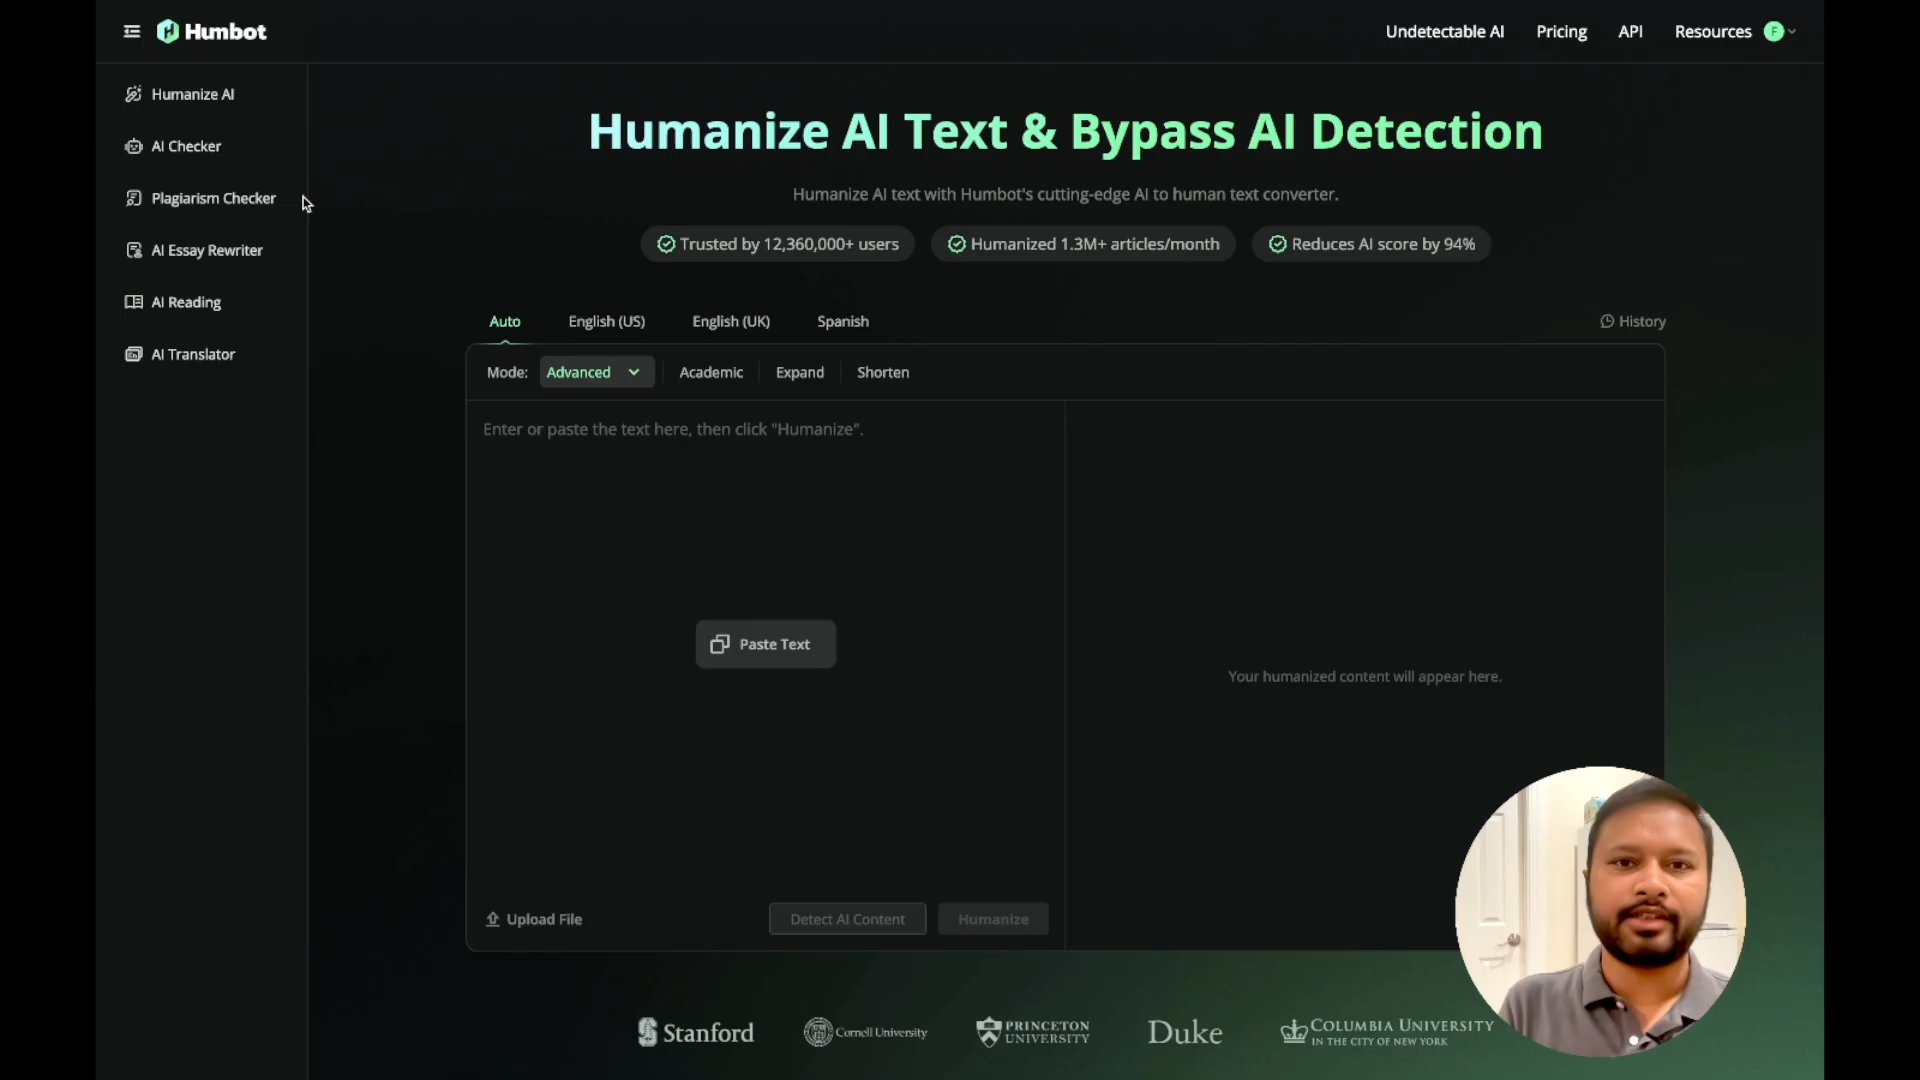 Humbot
Undetectable AI
Pricing
API
Resources
F
Humanize AI
AI Checker
Plagiarism Checker
AI Essay Rewriter
AI Reading
AI Translator
Humanize AI Text & Bypass AI Detection
Humanize AI text with Humbot's cutting-edge AI to human text converter.
Trusted by 12,360,000+ users
Humanized 1.3M+ articles/month
Reduces AI score by 94%
Auto
English (US)
English (UK)
Spanish
History
Mode:
Advanced
Academic
Expand
Shorten
Enter or paste the text here, then click "Humanize".
Paste Text
Your humanized content will appear here.
Upload File
Detect AI Content
Humanize
Stanford
Cornell University
PRINCETON
UNIVERSITY
Duke
COLUMBIA UNIVERSITY
IN THE CITY OF NEW YORK